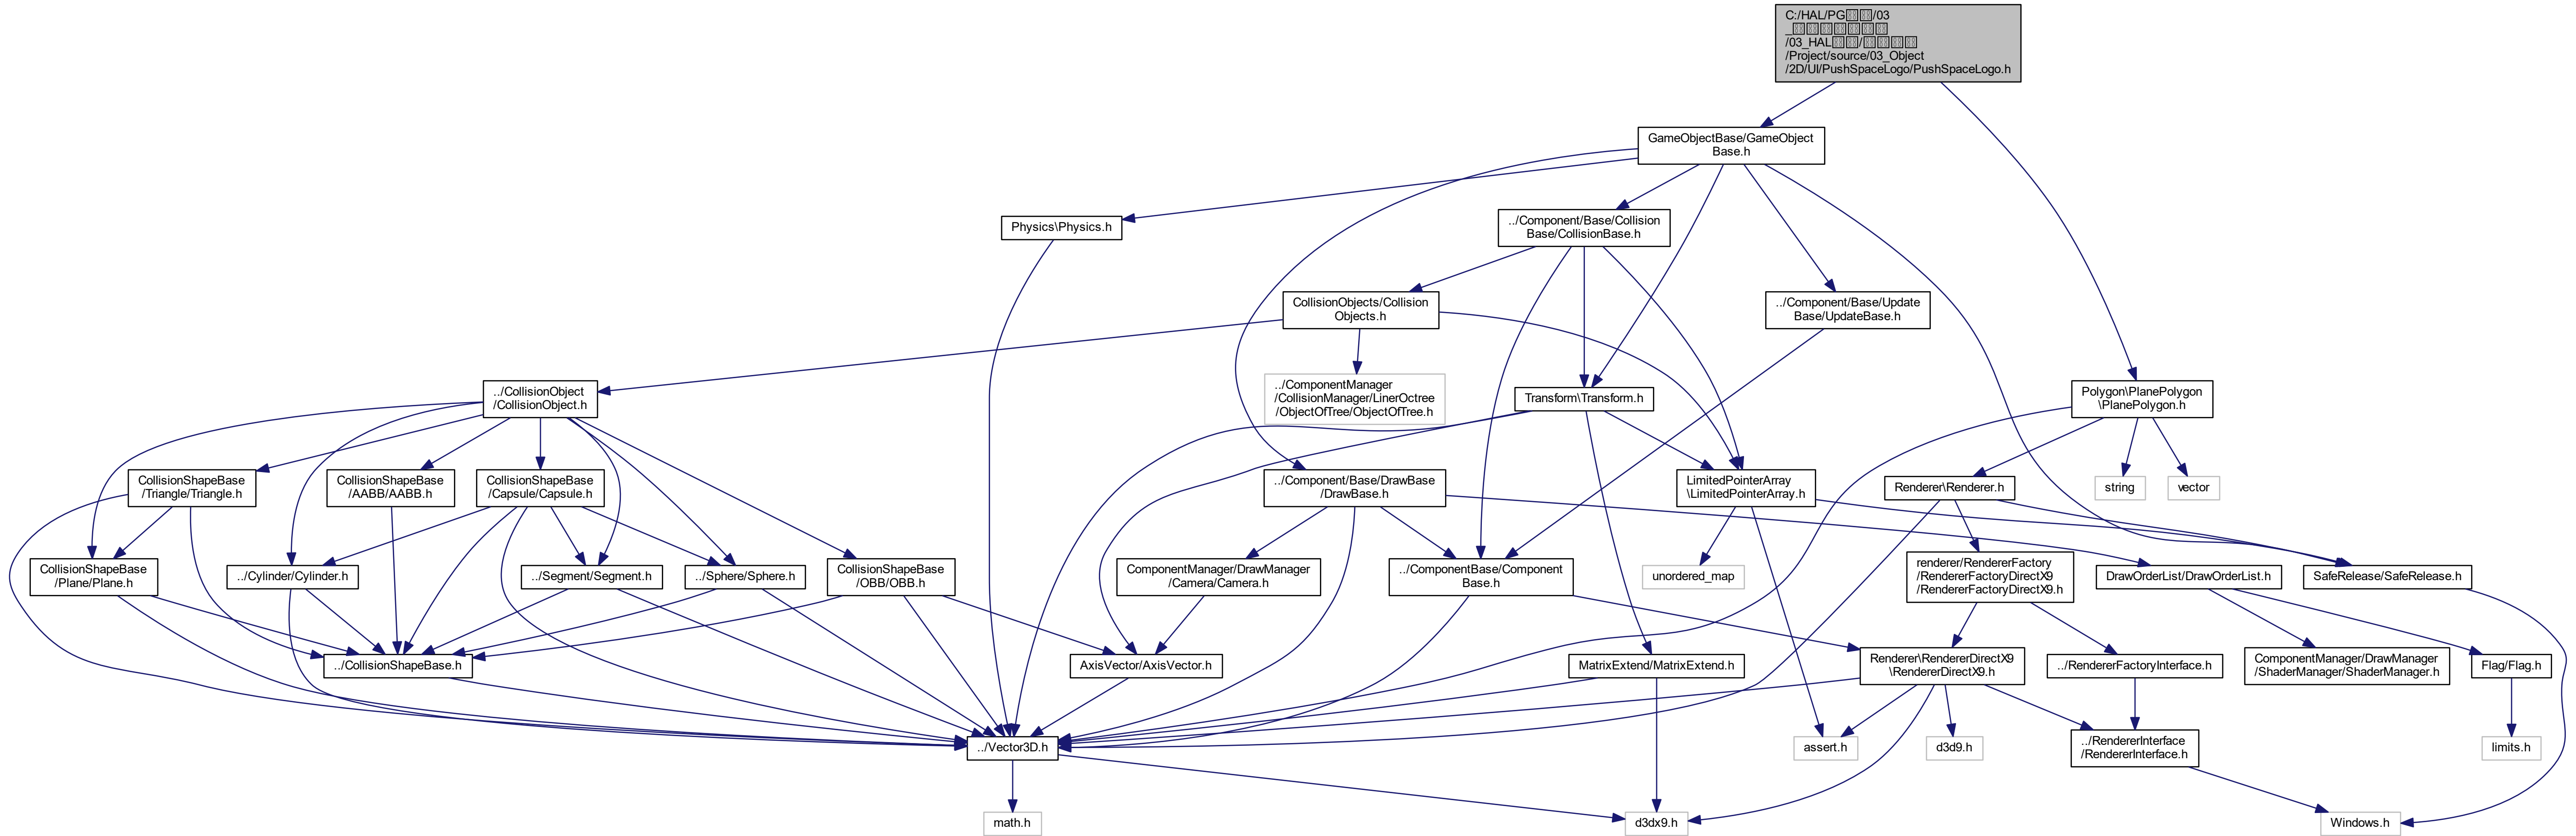 C:/HAL/PG/03
_
/03_HAL/
/Project/source/03_Object
/2D/UI/PushSpaceLogo/PushSpaceLogo.h
GameObjectBase/GameObject
Base.h
Physics\Physics.h
../Component/Base/Collision
Base/CollisionBase.h
CollisionObjects/Collision
Objects.h
../Component/Base/Update
Base/UpdateBase.h
../CollisionObject
/CollisionObject.h
../ComponentManager
/CollisionManager/LinerOctree
/ObjectOfTree/ObjectOfTree.h
Transform\Transform.h
Polygon\PlanePolygon
\PlanePolygon.h
CollisionShapeBase
/Triangle/Triangle.h
CollisionShapeBase
/AABB/AABB.h
CollisionShapeBase
/Capsule/Capsule.h
../Component/Base/DrawBase
/DrawBase.h
LimitedPointerArray
\LimitedPointerArray.h
Renderer\Renderer.h
string
vector
CollisionShapeBase
/Plane/Plane.h
../Cylinder/Cylinder.h
../Segment/Segment.h
../Sphere/Sphere.h
CollisionShapeBase
/OBB/OBB.h
ComponentManager/DrawManager
/Camera/Camera.h
../ComponentBase/Component
Base.h
unordered_map
renderer/RendererFactory
/RendererFactoryDirectX9
/RendererFactoryDirectX9.h
DrawOrderList/DrawOrderList.h
SafeRelease/SafeRelease.h
../CollisionShapeBase.h
AxisVector/AxisVector.h
MatrixExtend/MatrixExtend.h
Renderer\RendererDirectX9
\RendererDirectX9.h
../RendererFactoryInterface.h
ComponentManager/DrawManager
/ShaderManager/ShaderManager.h
Flag/Flag.h
../Vector3D.h
assert.h
d3d9.h
../RendererInterface
/RendererInterface.h
limits.h
math.h
d3dx9.h
Windows.h